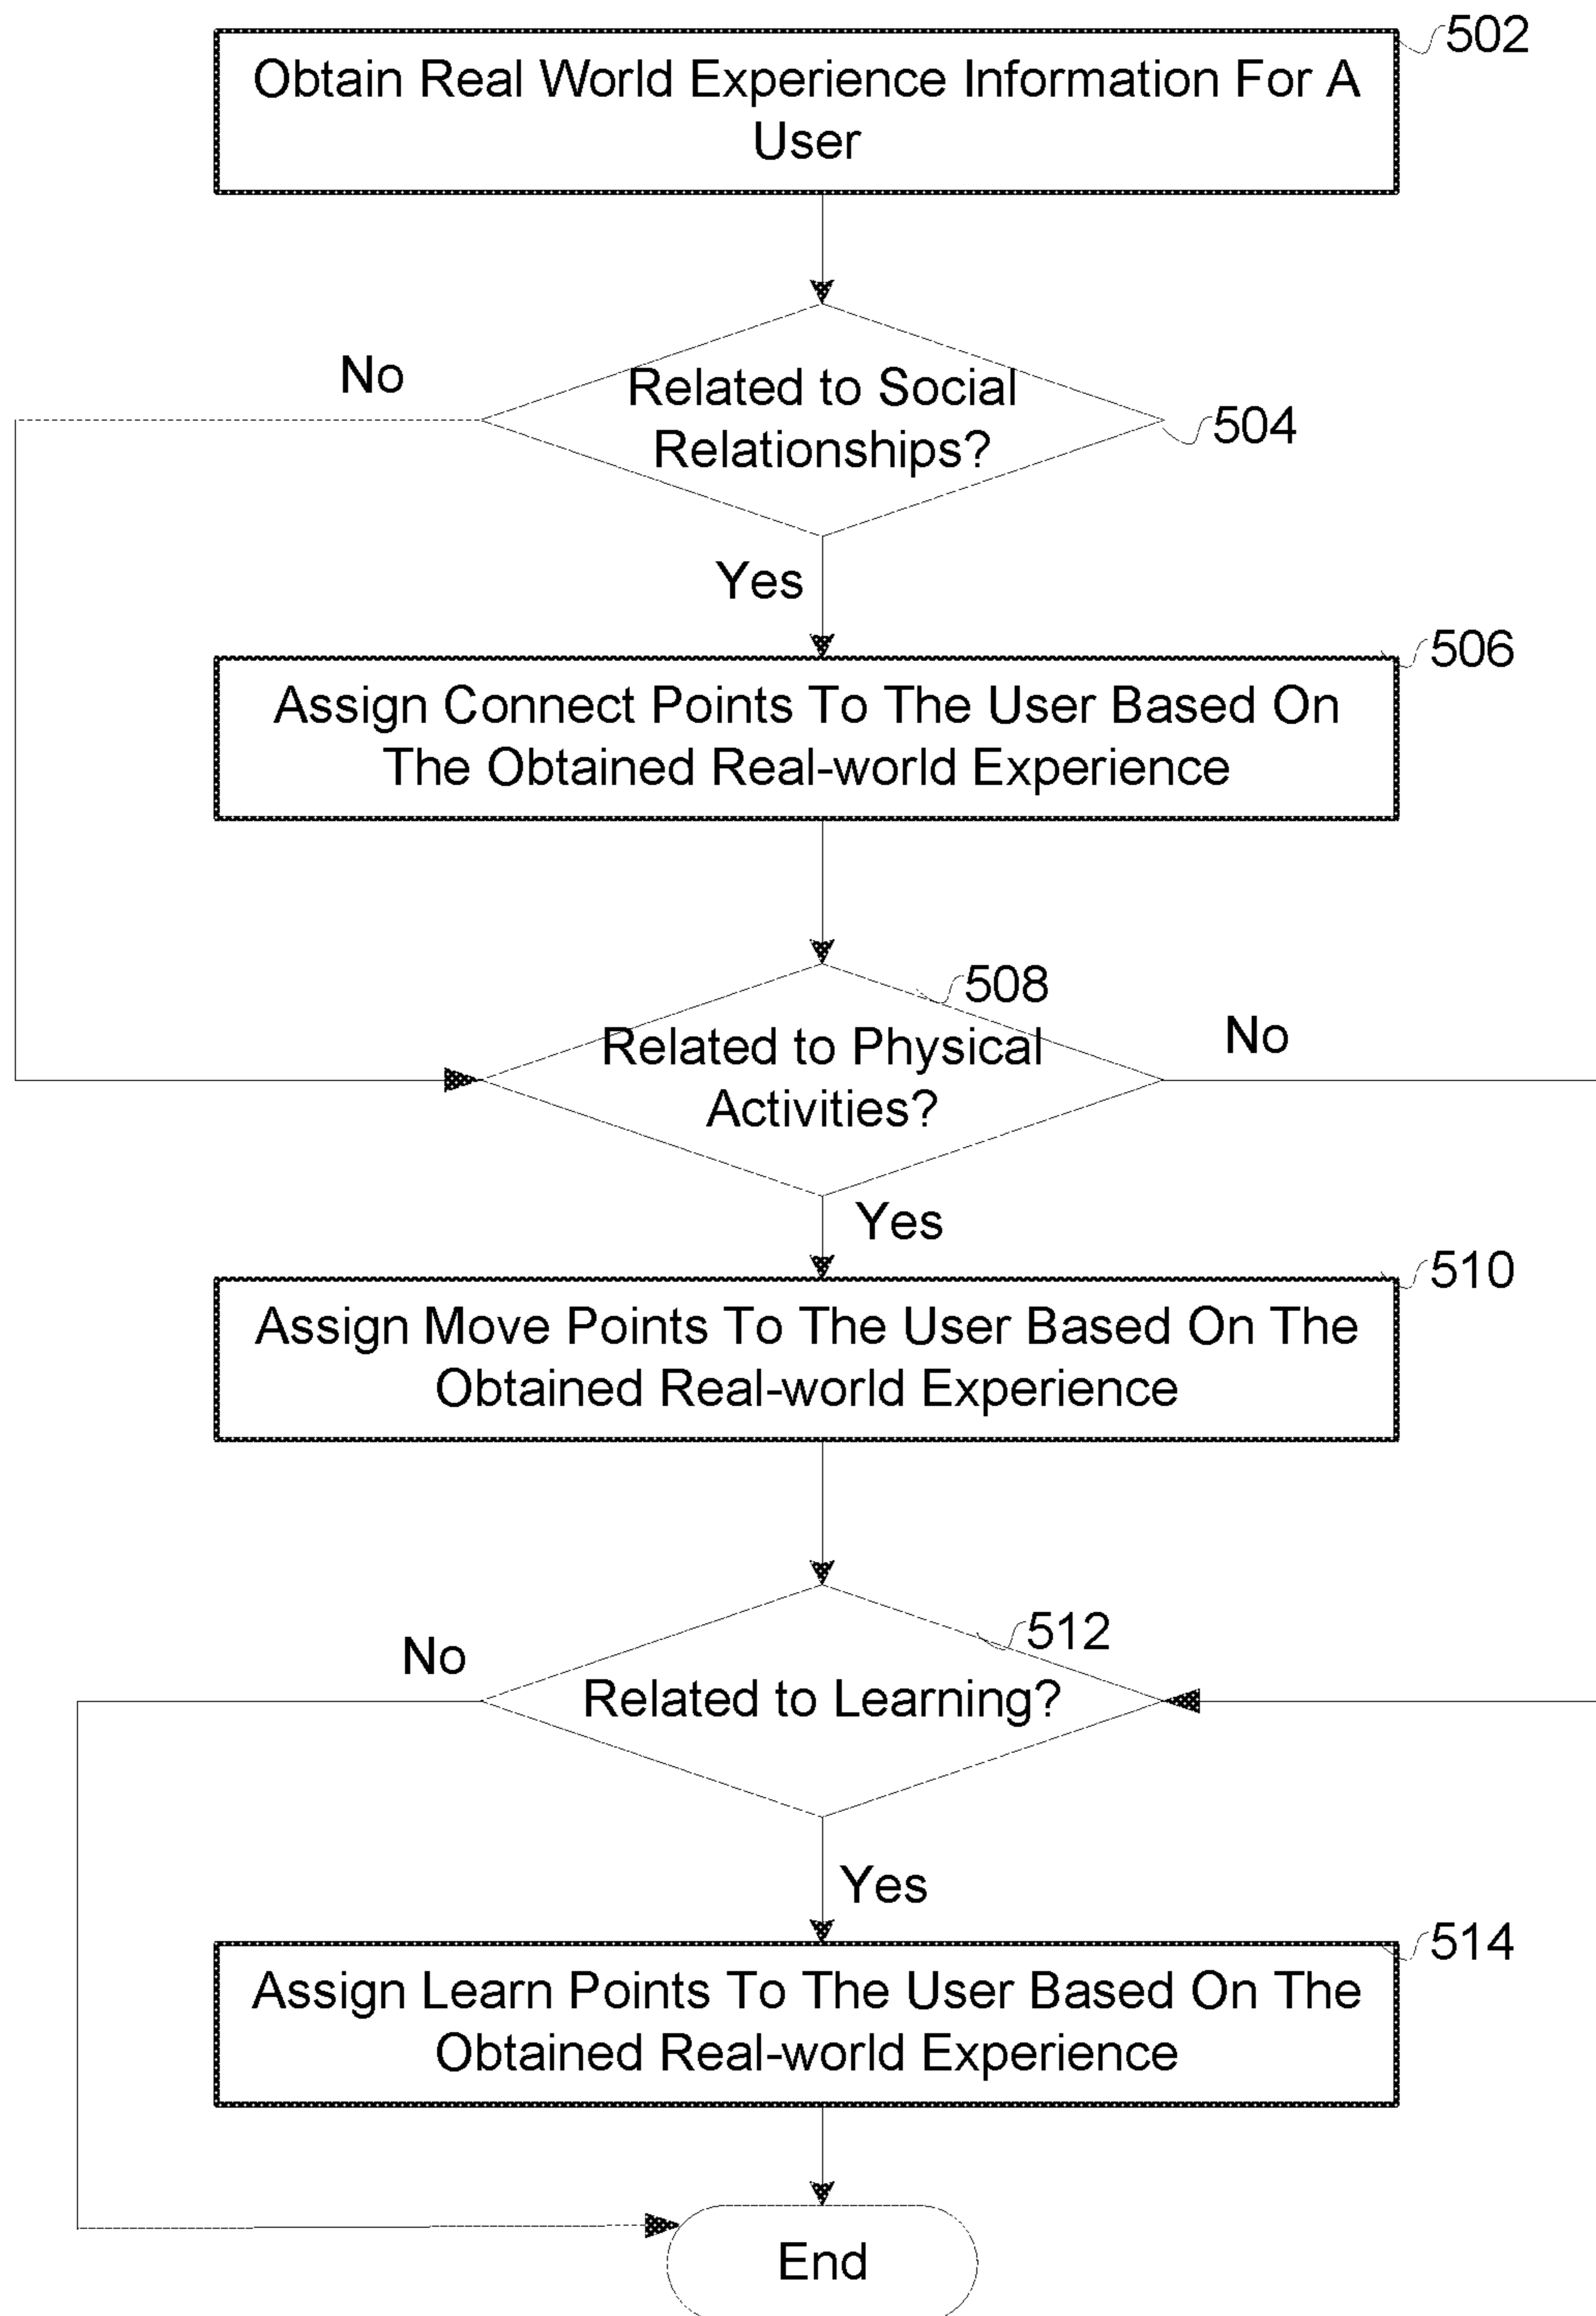 502
Obtain Real World Experience Information For A
User
No
Related to Social
Relationships?
504
Yes
506
Assign Connect Points To The User Based On
The Obtained Real-world Experience
508
Related to Physical
Activities?
No
Yes
510
Assign Move Points To The User Based On The
Obtained Real-world Experience
512
No
Related to Learning?
Yes
514
Assign Learn Points To The User Based On The
Obtained Real-world Experience
End